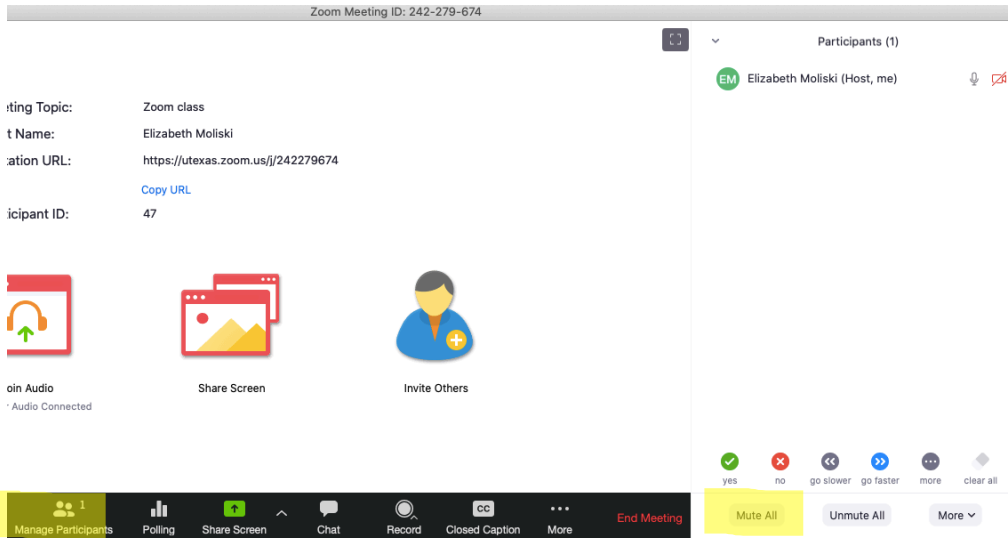 Zoom Meeting ID: 242-279-674
eting Topic: Zoom class
t Name: Elizabeth Moliski
tation URL: https://utexas.zoom.us/j/242279674
Copy URL
ticipant ID: 47
oin Audio
Share Screen
Invite Others
r Audio Connected
Participants (1)
EM Elizabeth Moliski (Host, me)
yes no go slower go faster more clear all
Mute All Unmute All More
1
Manage Participants Polling Share Screen Chat Record CC Closed Caption More End Meeting